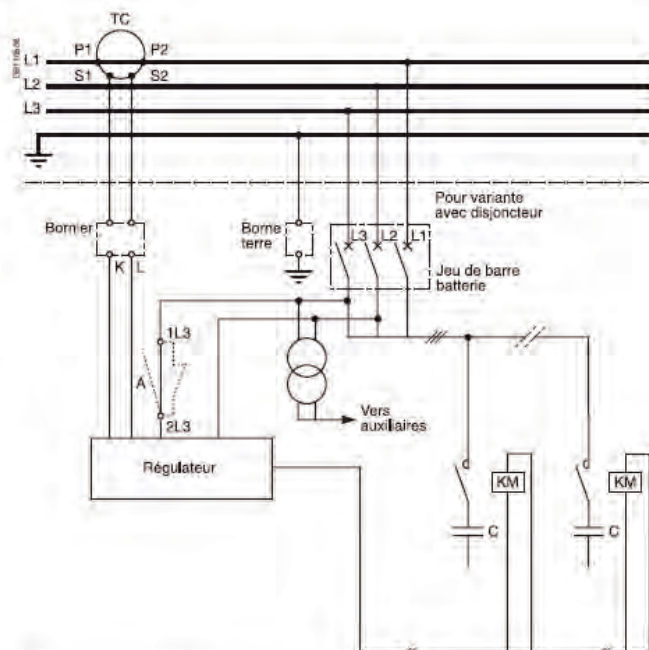 TC
P1 P2
L1
S1 S2
L2
L3
Pour variante
avec disjoncteur
Bornier
Borne
terre
L3 L2 L1
K L
Jeu de barre
batterie
1L3
A
2L3
Vers
auxiliaires
Régulateur
KM
KM
C
C